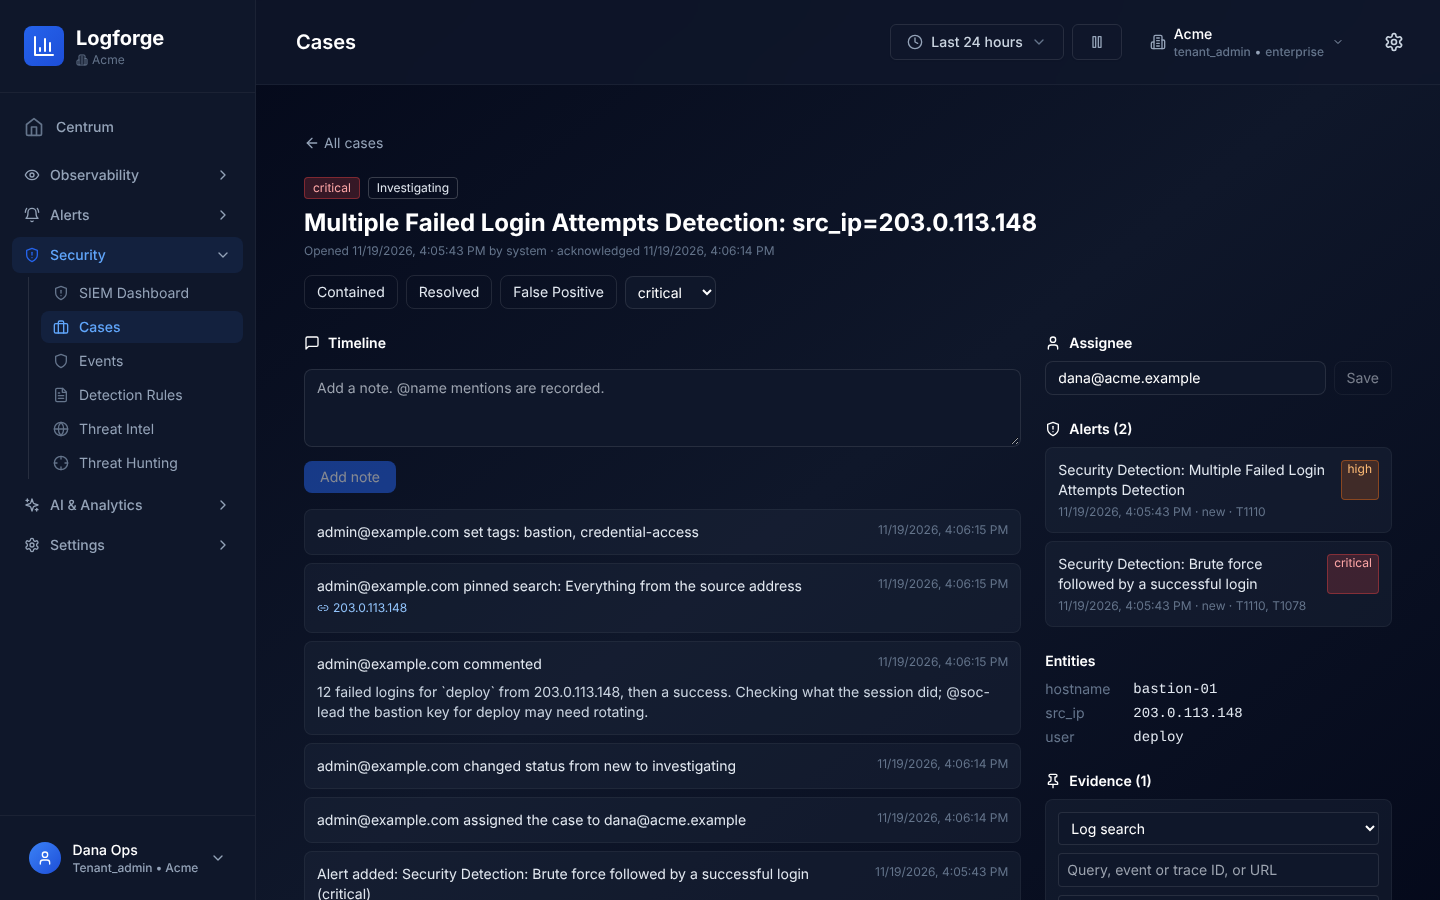 Logforge
Acme
Centrum
Observability
Alerts
Security
SIEM Dashboard
Cases
Events
Detection Rules
Threat Intel
Threat Hunting
AI & Analytics
Settings
Dana Ops
Tenant_admin • Acme
Cases
Last 24 hours
Acme
tenant_admin • enterprise
All cases
critical
Investigating
Multiple Failed Login Attempts Detection: src_ip=203.0.113.148
Opened 11/19/2026, 4:05:43 PM by system · acknowledged 11/19/2026, 4:06:14 PM
Contained
Resolved
False Positive
critical
Timeline
Add a note. @name mentions are recorded.
Add note
admin@example.com set tags: bastion, credential-access
11/19/2026, 4:06:15 PM
admin@example.com pinned search: Everything from the source address
11/19/2026, 4:06:15 PM
203.0.113.148
admin@example.com commented
11/19/2026, 4:06:15 PM
12 failed logins for `deploy` from 203.0.113.148, then a success. Checking what the session did; @soc-
lead the bastion key for deploy may need rotating.
admin@example.com changed status from new to investigating
11/19/2026, 4:06:14 PM
admin@example.com assigned the case to dana@acme.example
11/19/2026, 4:06:14 PM
Alert added: Security Detection: Brute force followed by a successful login
(critical)
11/19/2026, 4:05:43 PM
Assignee
dana@acme.example
Save
Alerts (2)
Security Detection: Multiple Failed Login
Attempts Detection
high
11/19/2026, 4:05:43 PM · new · T1110
Security Detection: Brute force
followed by a successful login
critical
11/19/2026, 4:05:43 PM · new · T1110, T1078
Entities
hostname bastion-01
src_ip 203.0.113.148
user deploy
Evidence (1)
Log search
Query, event or trace ID, or URL